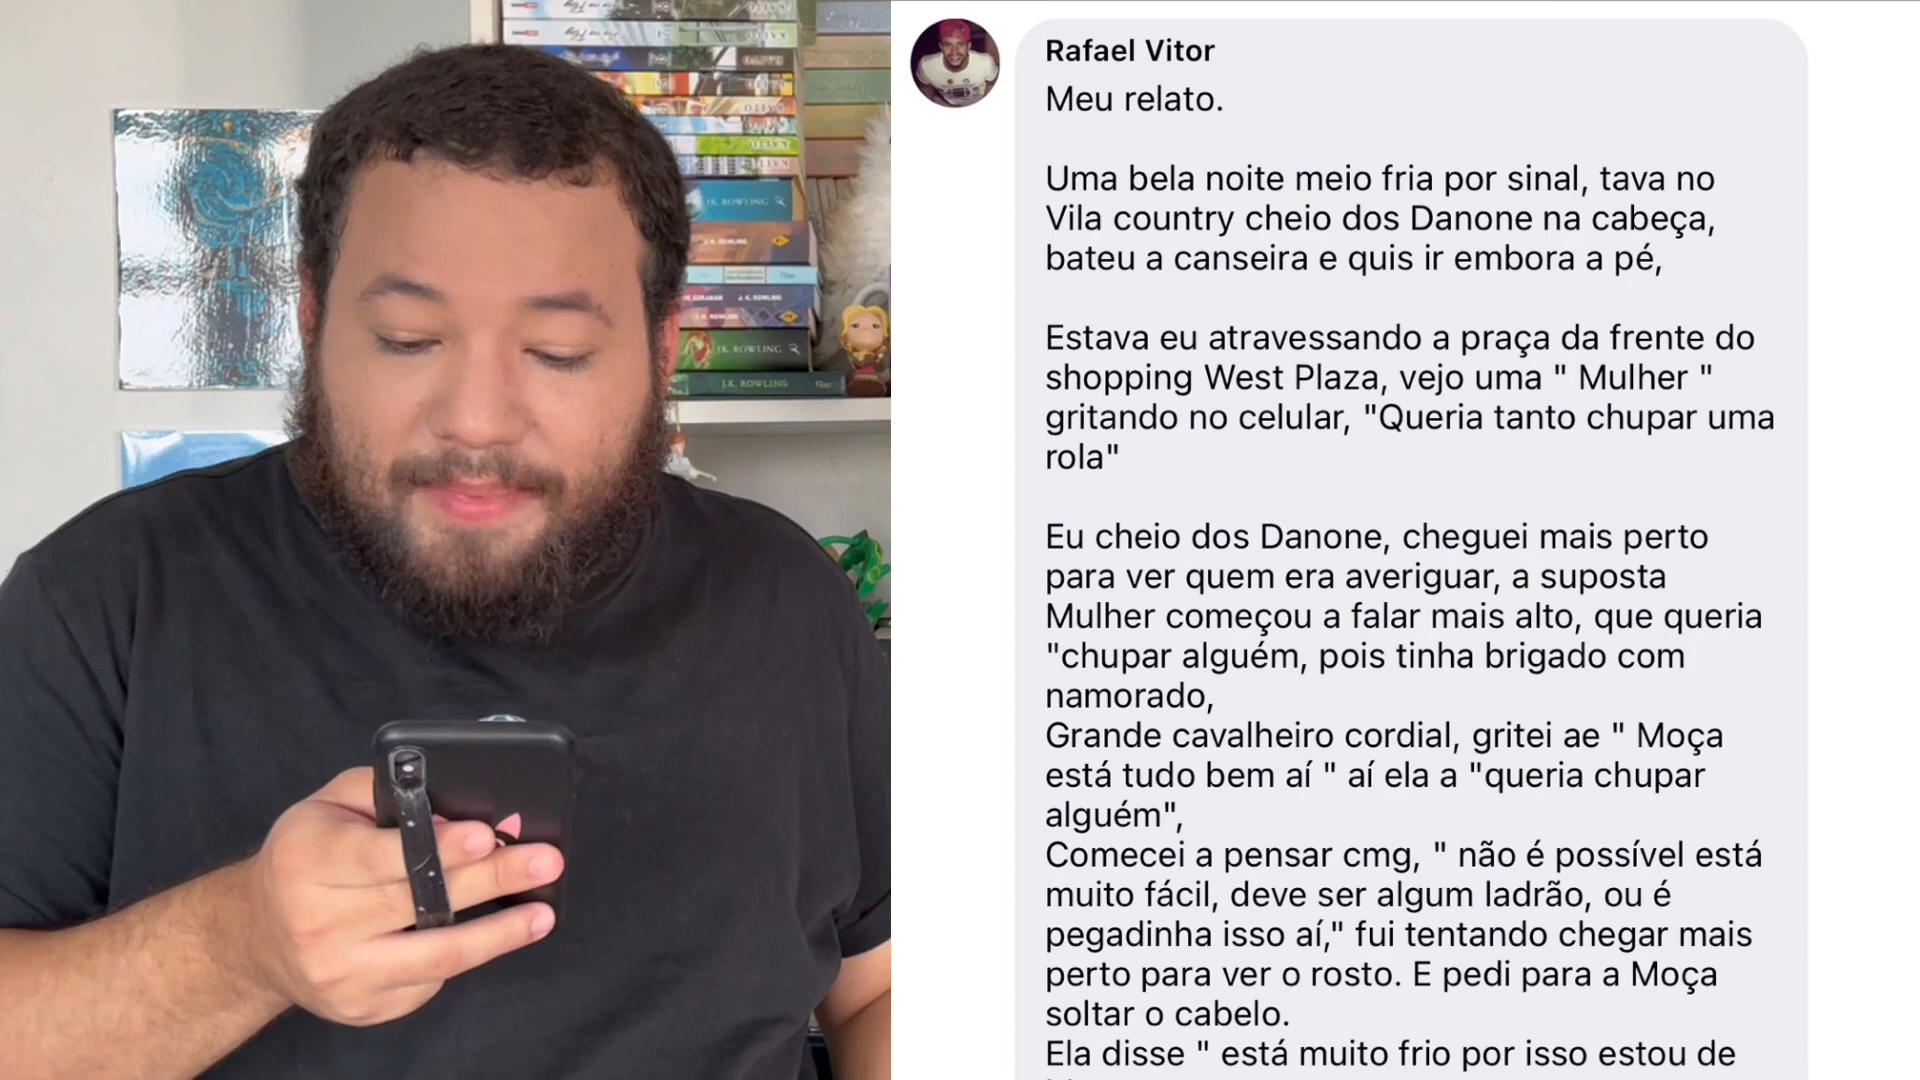 J.K. ROWLING
J.K. ROWLING
J. K. ROWLING
J. K. ROWLING
J.K. ROWLING
J.K. ROWLING
Rafael Vitor
Meu relato.
Uma bela noite meio fria por sinal, tava no
Vila country cheio dos Danone na cabeça,
bateu a canseira e quis ir embora a pé,
Estava eu atravessando a praça da frente do
shopping West Plaza, vejo uma " Mulher "
gritando no celular, "Queria tanto chupar uma
rola"
Eu cheio dos Danone, cheguei mais perto
para ver quem era averiguar, a suposta
Mulher começou a falar mais alto, que queria
"chupar alguém, pois tinha brigado com
namorado,
Grande cavalheiro cordial, gritei ae " Moça
está tudo bem aí " aí ela a "queria chupar
alguém",
Comecei a pensar cmg, " não é possível está
muito fácil, deve ser algum ladrão, ou é
pegadinha isso aí," fui tentando chegar mais
perto para ver o rosto. E pedi para a Moça
soltar o cabelo.
Ela disse " está muito frio por isso estou de